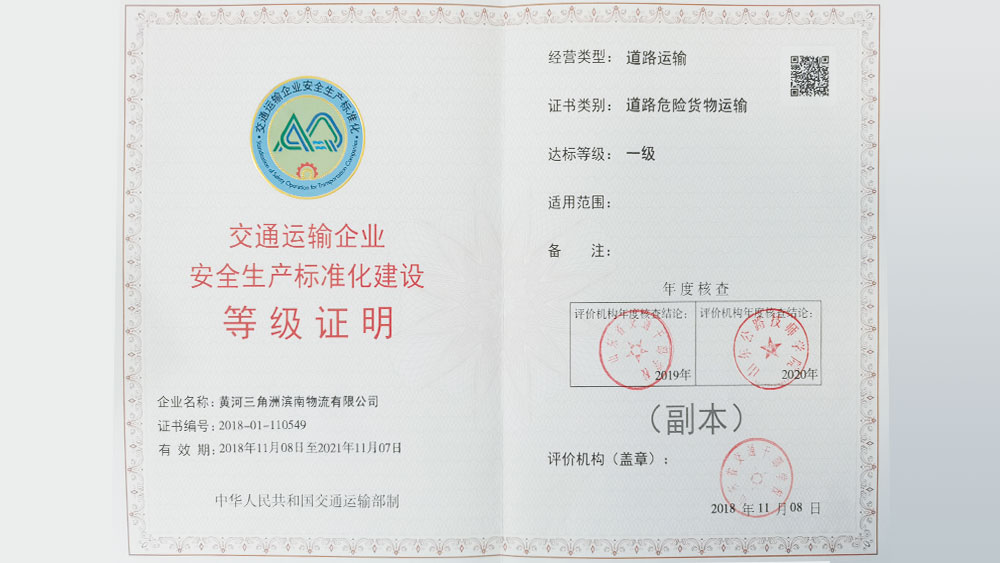 交通运输企业安全生产标准化
交通运输企业
安全生产标准化建设
等级证明
企业名称：黄河三角洲滨南物流有限公司
证书编号：2018-01-110549
有 效 期：2018年11月08日至2021年11月07日
中华人民共和国交通运输部制
经营类型：道路运输
证书类别：道路危险货物运输
达标等级：一级
适用范围：
备 注：
年度核查
评价机构年度核查结论：
2019年
评价机构年度核查结论：
2020年
（副本）
评价机构（盖章）；
2018 年 11 月 08 日